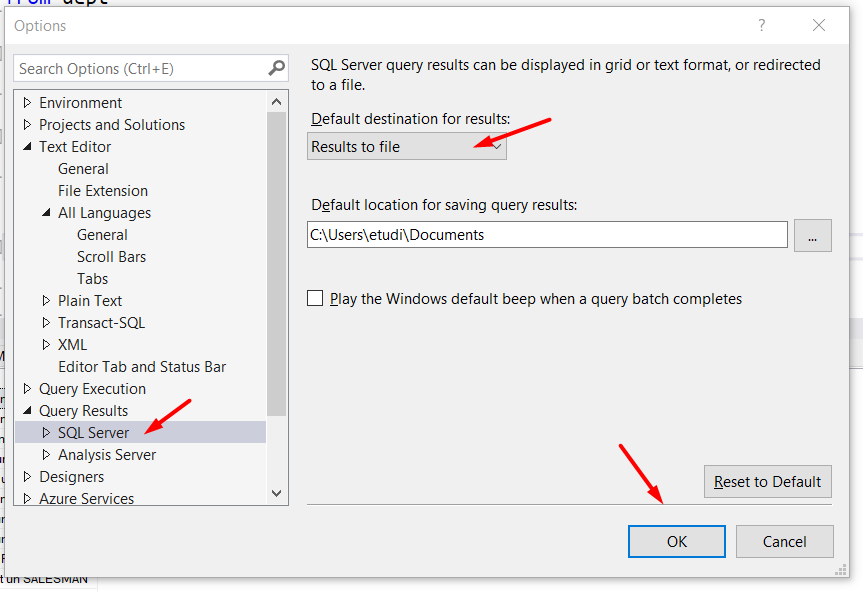 from dept
Options
?
Search Options (Ctrl+E)
Environment
Projects and Solutions
Text Editor
General
File Extension
All Languages
General
Scroll Bars
Tabs
Plain Text
Transact-SQL
XML
Editor Tab and Status Bar
Query Execution
Query Results
SQL Server
Analysis Server
Designers
Azure Services
SQL Server query results can be displayed in grid or text format, or redirected
to a file.
Default destination for results:
Results to file
Default location for saving query results:
C:\Users\etudi\Documents
...
Play the Windows default beep when a query batch completes
Reset to Default
OK
Cancel
t un SALESMAN